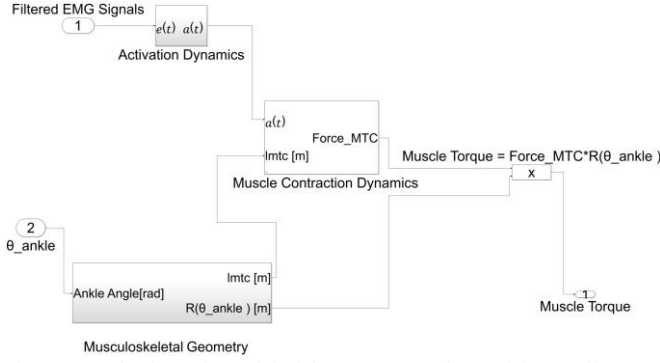 Filtered EMG Signals
1
e(t) a(t)
Activation Dynamics
a(t)
Force_MTC
lmtc [m]
Muscle Contraction Dynamics
Muscle Torque = Force_MTC*R(θ_ankle )
x
2
θ_ankle
lmtc [m]
Ankle Angle[rad]
R(θ_ankle ) [m]
Musculoskeletal Geometry
1
Muscle Torque